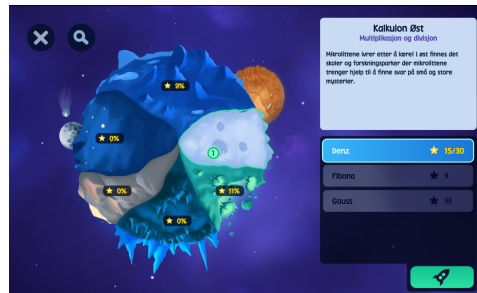 Kalkulon Øst
Multiplikasjon og divisjon
Mikrolittene ivrer etter å lære! I øst finnes det
skoler og forskningsparker der mikrolittene
trenger hjelp til å finne svar på små og store
mysterier.
9%
0%
1
0%
11%
0%
Denz 15/30
Fibona 9
Gauss 33